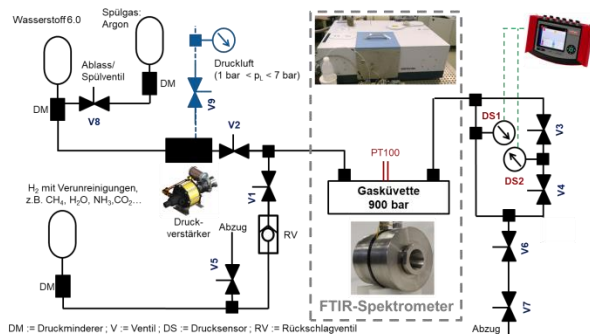 Wasserstoff 6.0
Spülgas:
Argon
Ablass/
Spülventil
DM
DM
V8
Druckluft
(1 bar < pL < 7 bar)
V9
V2
Druck-
verstärker
V1
RV
H2 mit Verunreinigungen,
z.B. CH4, H2O, NH3,CO2...
DM
Abzug
V5
PT100
Gasküvette
900 bar
FTIR-Spektrometer
DS1
DS2
V3
V4
V6
V7
Abzug
DM := Druckminderer ; V := Ventil ; DS := Drucksensor ; RV := Rückschlagventil